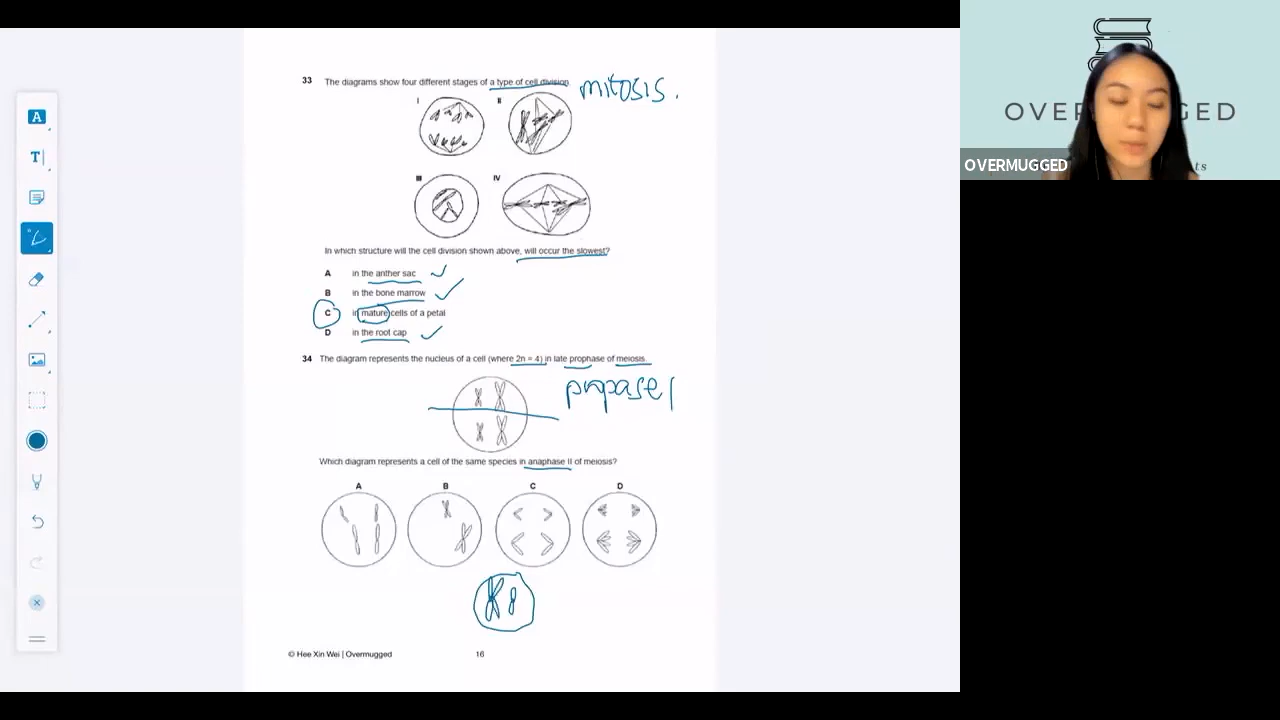 33 The diagrams show four different stages of a type of cell division.
mitosis.
I II
III IV
In which structure will the cell division shown above, will occur the slowest?
A in the anther sac
B in the bone marrow
C in mature cells of a petal
D in the root cap
34 The diagram represents the nucleus of a cell (where 2n = 4) in late prophase of meiosis.
propase I
Which diagram represents a cell of the same species in anaphase II of meiosis?
A B C D
© Hee Xin Wei | Overmugged 16
A
T
OVER GGED
OVERMUGGED
ts